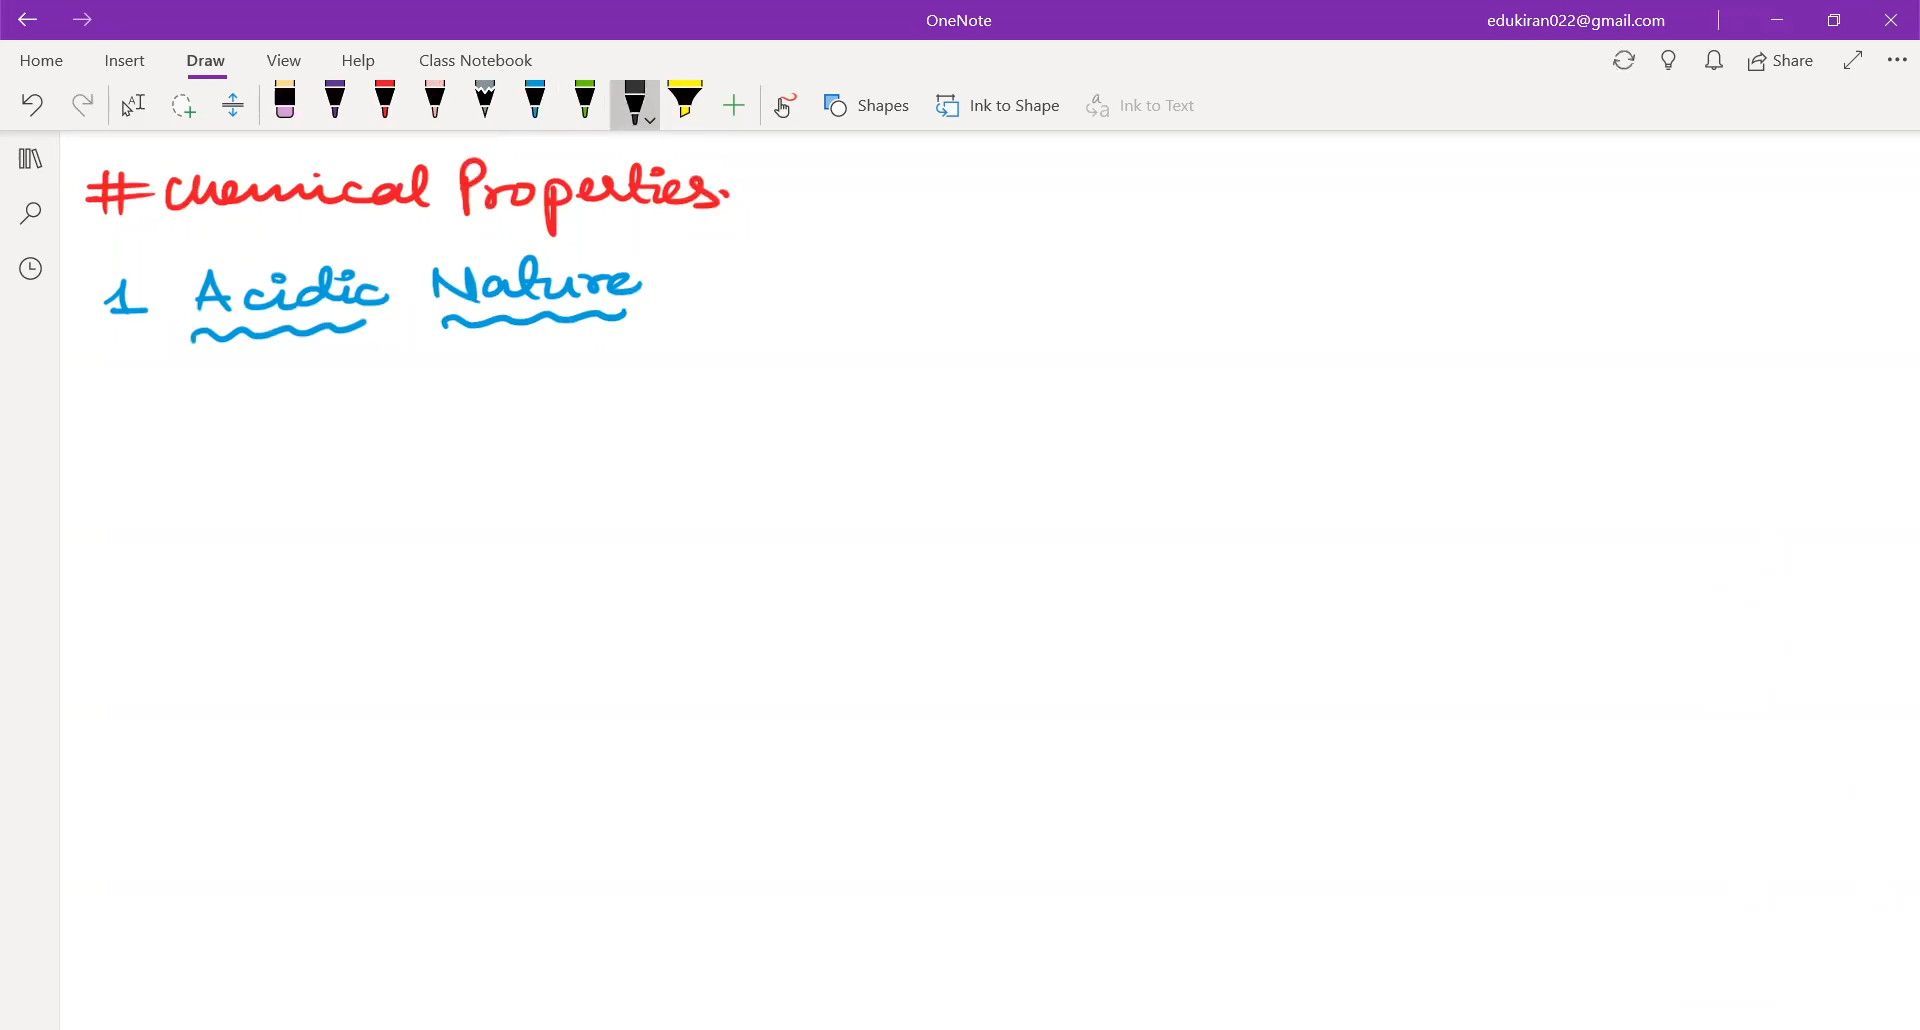 OneNote
edukiran022@gmail.com
Home Insert Draw View Help Class Notebook Share
Shapes Ink to Shape Ink to Text
# Chemical Properties.
1 Acidic Nature